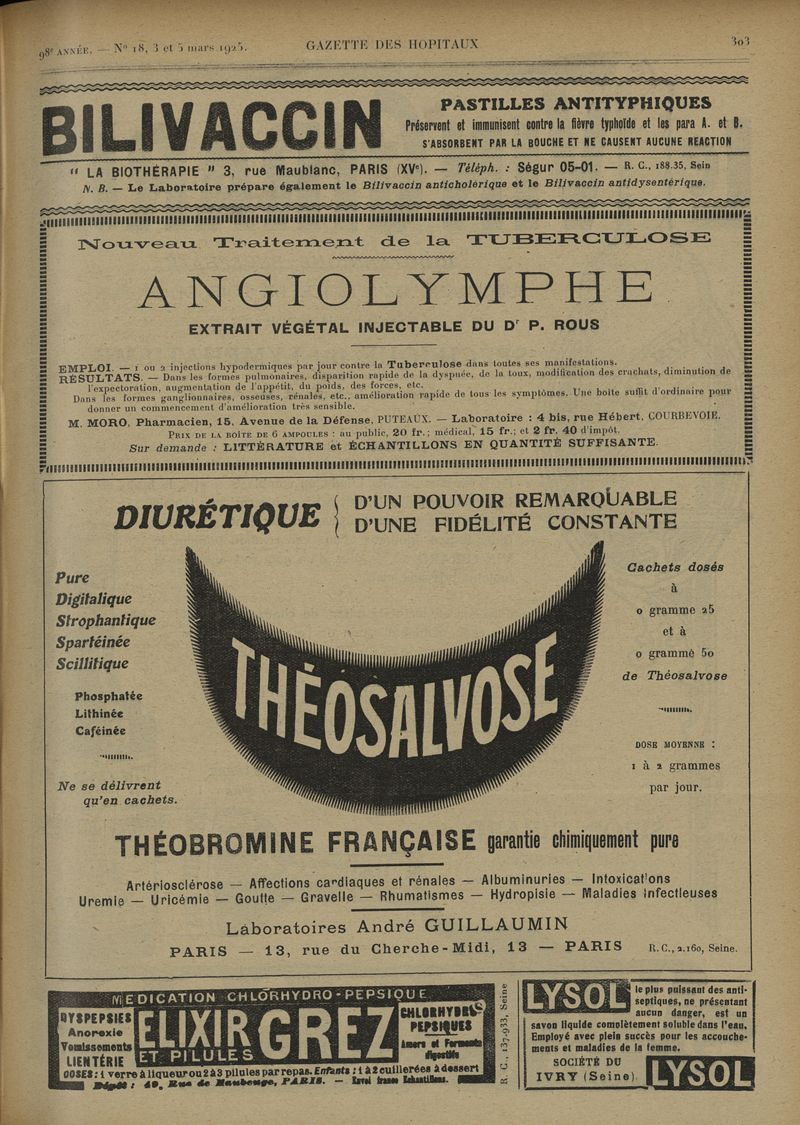 98e ANNÉE. — No 18, 3 et 5 mars 1925. GAZETTE DES HOPITAUX 303
BILIVACCIN
PASTILLES ANTITYPHIQUES
Préservent et immunisent contre la fièvre typhoïde et les para A. et B.
S'ABSORBENT PAR LA BOUCHE ET NE CAUSENT AUCUNE REACTION
" LA BIOTHÉRAPIE " 3, rue Maublanc, PARIS (XVe). — Téléph. : Ségur 05-01. — R. C., 188.35, Sein
N. B. — Le Laboratoire prépare également le Bilivaccin anticholérique et le Bilivaccin antidysentérique.
Nouveau Traitement de la TUBERCULOSE
ANGIOLYMPHE
EXTRAIT VÉGÉTAL INJECTABLE DU Dr P. ROUS
EMPLOI. — 1 ou 2 injections hypodermiques par jour contre la Tuberculose dans toutes ses manifestations.
RÉSULTATS. — Dans les formes pulmonaires, disparition rapide de la dyspnée, de la toux, modification des crachats, diminution de
l'expectoration, augmentation de l'appétit, du poids, des forces, etc.
Dans les formes ganglionnaires, osseuses, rénales, etc., amélioration rapide de tous les symptômes. Une boîte suffit d'ordinaire pour
donner un commencement d'amélioration très sensible.
M. MORO, Pharmacien, 15, Avenue de la Défense, PUTEAUX. — Laboratoire : 4 bis, rue Hébert, COURBEVOIE.
PRIX DE LA BOÎTE DE 6 AMPOULES : au public, 20 fr.; médical, 15 fr.; et 2 fr. 40 d'impôt.
Sur demande : LITTÉRATURE et ÉCHANTILLONS EN QUANTITÉ SUFFISANTE.
DIURÉTIQUE
D'UN POUVOIR REMARQUABLE
D'UNE FIDÉLITÉ CONSTANTE
Pure
Digitalique
Strophantique
Spartéinée
Scillitique
Phosphatée
Lithinée
Caféinée
Ne se délivrent
qu'en cachets.
THÉOSALVOSE
Cachets dosés
à
0 gramme 25
et à
0 gramme 50
de Théosalvose
DOSE MOYENNE :
1 à 2 grammes
par jour.
THÉOBROMINE FRANÇAISE garantie chimiquement pure
Artériosclérose — Affections cardiaques et rénales — Albuminuries — Intoxications
Uremie — Uricémie — Goutte — Gravelle — Rhumatismes — Hydropisie — Maladies infectieuses
Laboratoires André GUILLAUMIN
PARIS — 13, rue du Cherche-Midi, 13 — PARIS R. C., 2.160, Seine.
MEDICATION CHLORHYDRO-PEPSIQUE
DYSPEPSIES
Anorexie
Vomissements
LIENTÉRIE
ELIXIR GREZ
ET PILULES
CHLORHYDRO
PEPSIQUES
Amers et Ferments
digestifs
DOSES : 1 verre à liqueur ou 2 à 3 pilules par repas. Enfants : 1 à 2 cuillerées à dessert
Dépôt : 49, Rue de Maubeuge, PARIS. — Envoi franco Échantillons.
R. C., 137.933, Seine
LYSOL
le plus puissant des anti-
septiques, ne présentant
aucun danger, est un
savon liquide complètement soluble dans l'eau.
Employé avec plein succès pour les accouche-
ments et maladies de la femme.
SOCIÉTÉ DU
IVRY (Seine)
LYSOL